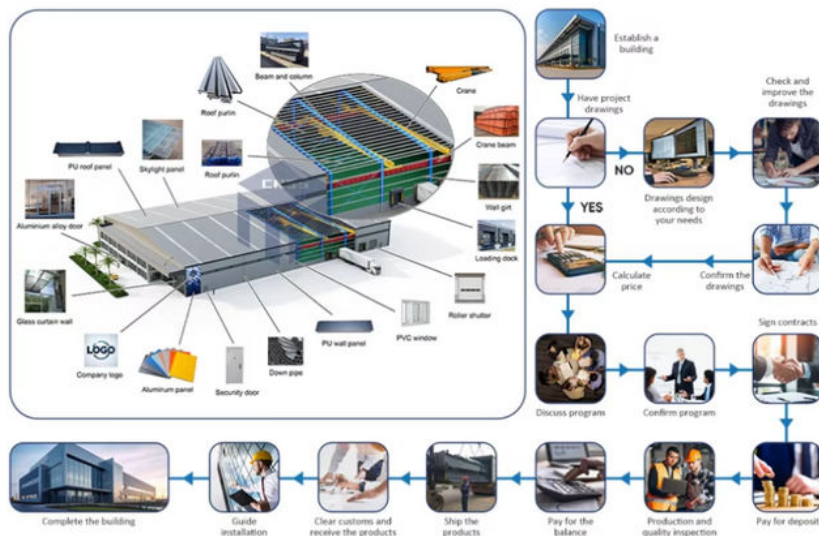 Beam and column
Roof purlin
Crane
Skylight panel
PU roof panel
Roof purlin
Crane beam
Wall girt
Aluminium alloy door
Loading dock
Glass curtain wall
Roller shutter
PVC window
PU wall panel
LOGO
Company logo
Aluminum panel
Security door
Down pipe
Establish a
building
Have project
drawings
NO
Drawings design
according to
your needs
Check and
improve the
drawings
YES
Calculate
price
Confirm the
drawings
Discuss program
Confirm program
Sign contracts
Pay for deposit
Production and
quality inspection
Pay for the
balance
Ship the
products
Clear customs and
receive the products
Guide
installation
Complete the building